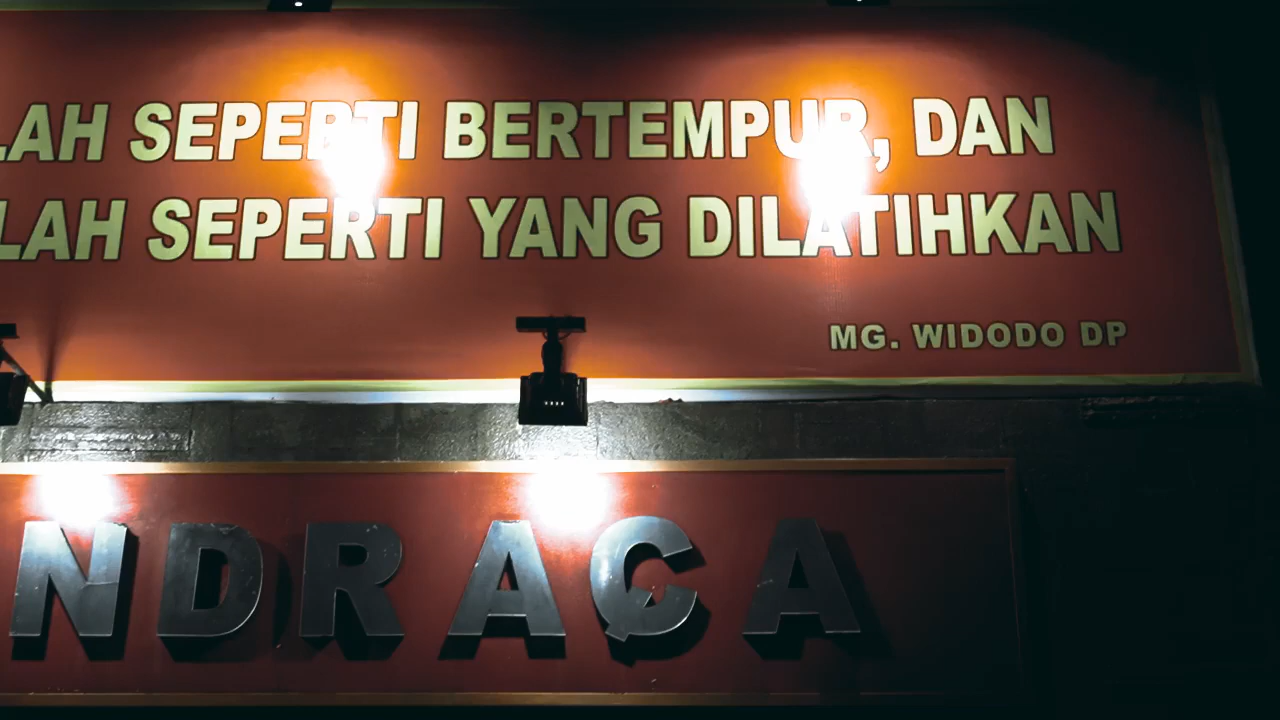 LAH SEPERTI BERTEMPUR, DAN
LAH SEPERTI YANG DILATIHKAN
MG. WIDODO DP
NDRAÇA